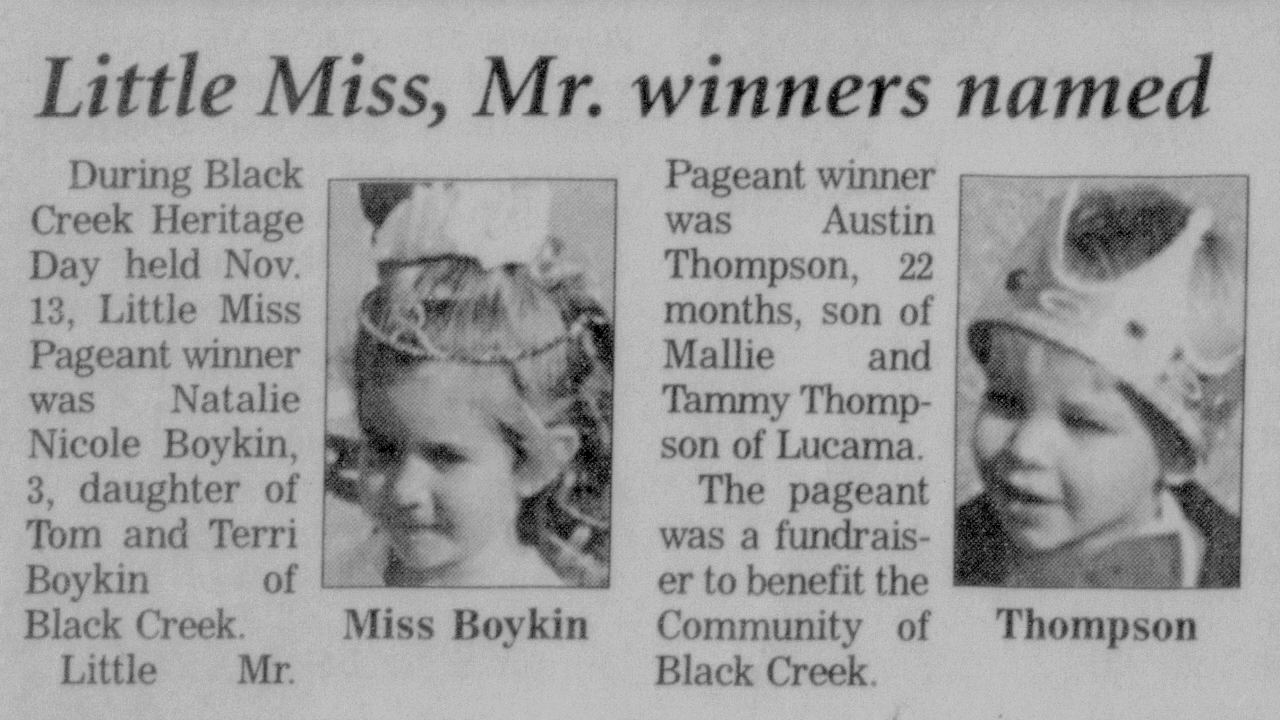 Little Miss, Mr. winners named
During Black
Creek Heritage
Day held Nov.
13, Little Miss
Pageant winner
was Natalie
Nicole Boykin,
3, daughter of
Tom and Terri
Boykin of
Black Creek.
Little Mr.
Miss Boykin
Pageant winner
was Austin
Thompson, 22
months, son of
Mallie and
Tammy Thomp-
son of Lucama.
The pageant
was a fundrais-
er to benefit the
Community of
Black Creek.
Thompson